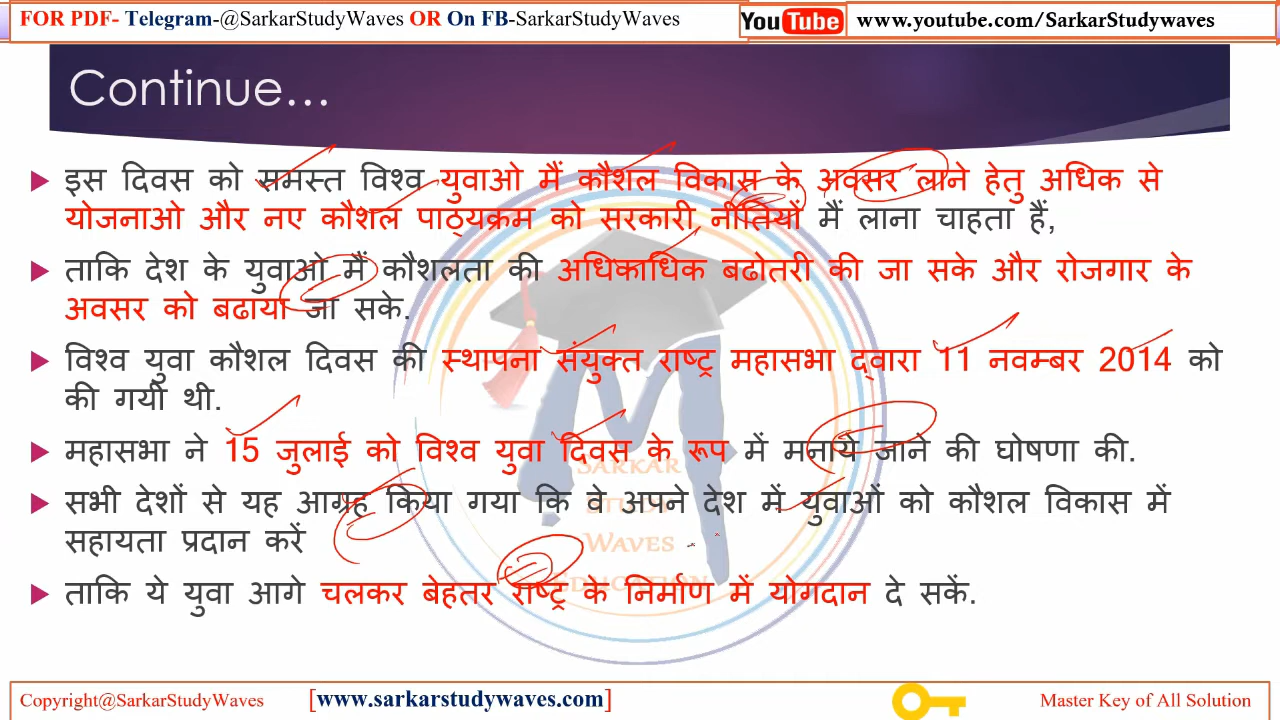 FOR PDF- Telegram-@SarkarStudyWaves OR On FB-SarkarStudyWaves
YouTube www.youtube.com/SarkarStudywaves
Continue...
इस दिवस को समस्त विश्व युवाओ मैं कौशल विकास के अवसर लाने हेतु अधिक से
योजनाओ और नए कौशल पाठ्यक्रम को सरकारी नीतियों मैं लाना चाहता हैं,
ताकि देश के युवाओ मैं कौशलता की अधिकाधिक बढोतरी की जा सके और रोजगार के
अवसर को बढाया जा सके.
विश्व युवा कौशल दिवस की स्थापना संयुक्त राष्ट्र महासभा द्वारा 11 नवम्बर 2014 को
की गयी थी.
महासभा ने 15 जुलाई को विश्व युवा दिवस के रूप में मनाये जाने की घोषणा की.
सभी देशों से यह आग्रह किया गया कि वे अपने देश में युवाओं को कौशल विकास में
सहायता प्रदान करें
ताकि ये युवा आगे चलकर बेहतर राष्ट्र के निर्माण में योगदान दे सकें.
SARKAR
STUDY
WAVES
EDUCATION
Copyright@SarkarStudyWaves [www.sarkarstudywaves.com] Master Key of All Solution